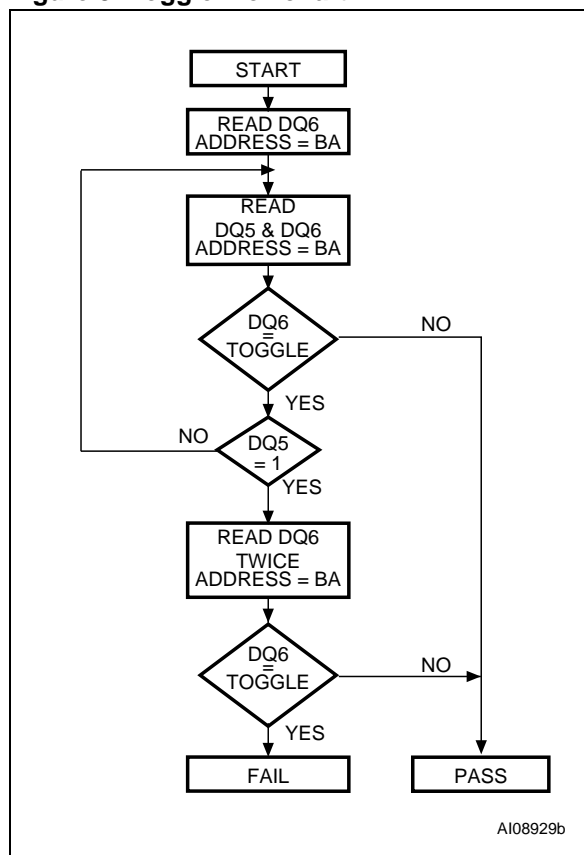 START
READ DQ6
ADDRESS = BA
READ
DQ5 & DQ6
ADDRESS = BA
DQ6
=
TOGGLE
NO
YES
NO
DQ5
= 1
YES
READ DQ6
TWICE
ADDRESS = BA
DQ6
=
TOGGLE
NO
YES
FAIL
PASS
AI08929b